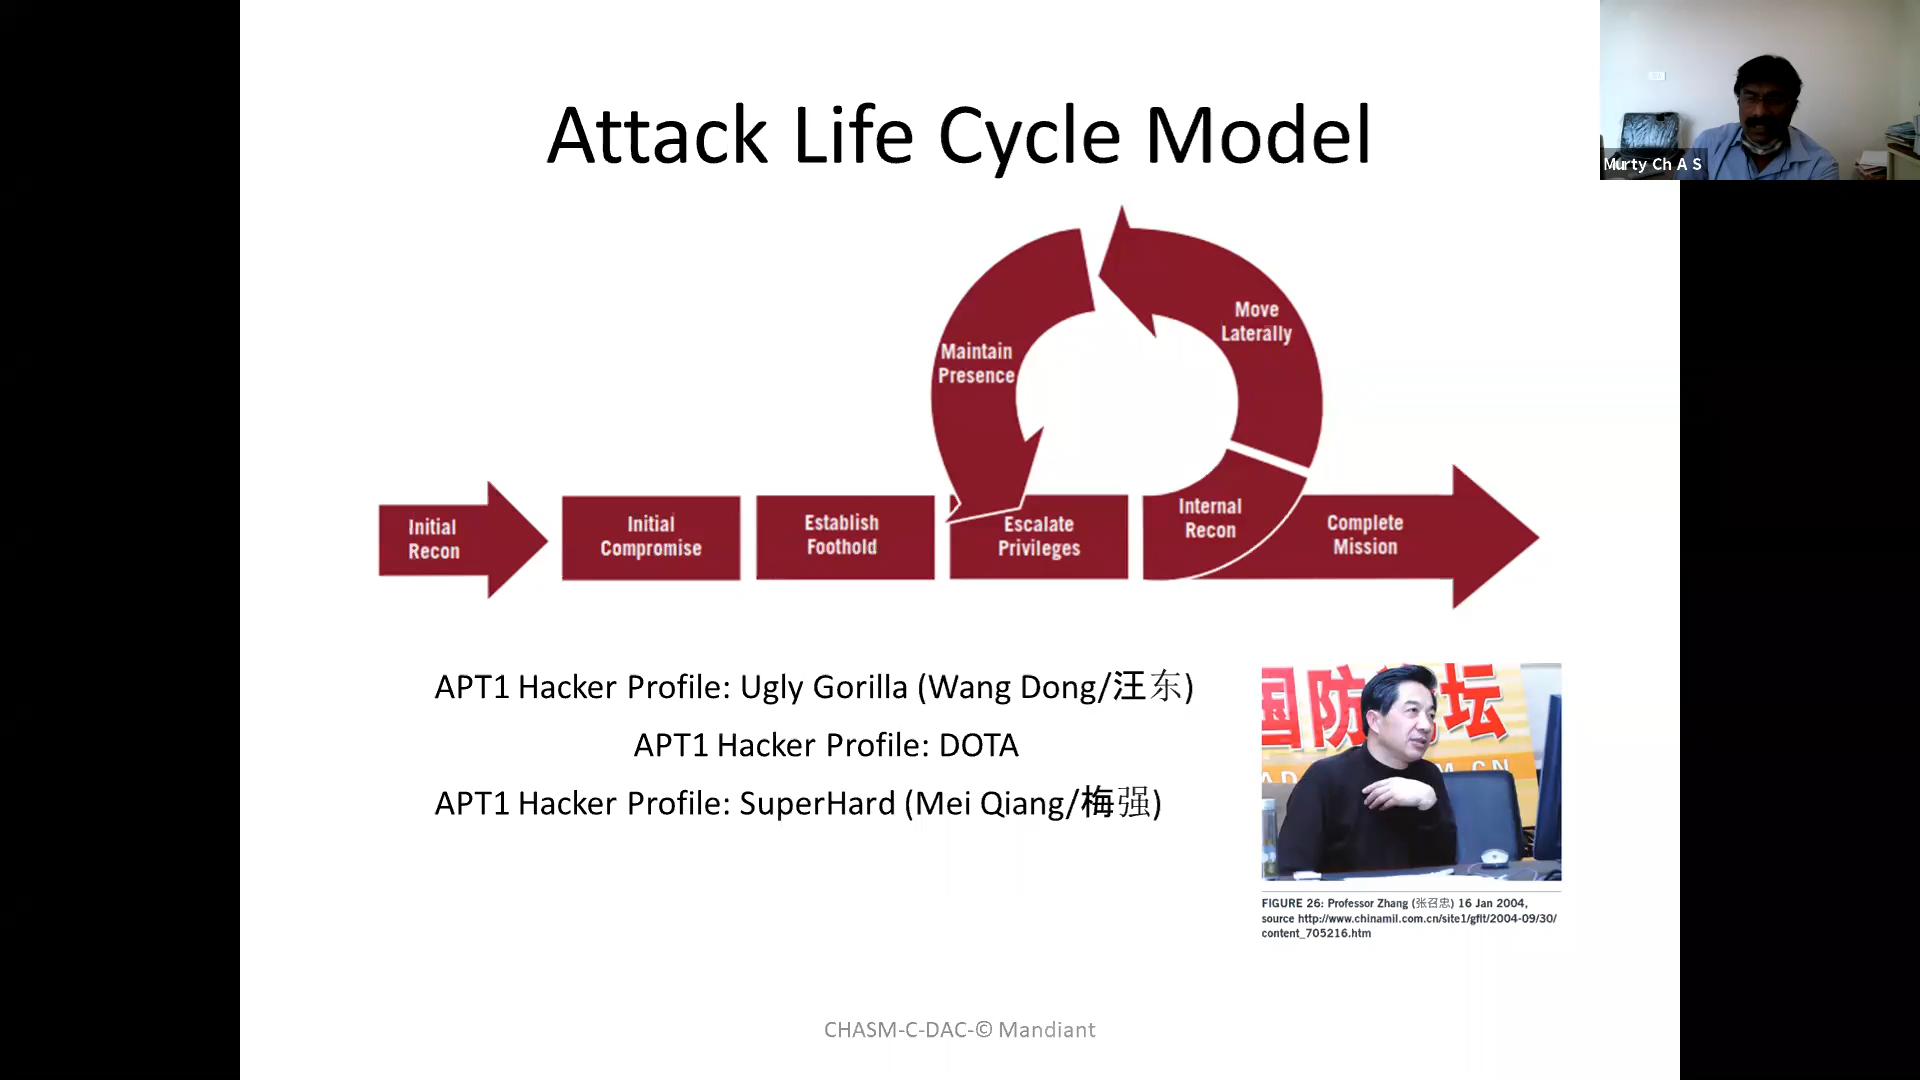 Attack Life Cycle Model
Murty Ch A S
Move
Laterally
Maintain
Presence
Initial
Recon
Initial
Compromise
Establish
Foothold
Escalate
Privileges
Internal
Recon
Complete
Mission
APT1 Hacker Profile: Ugly Gorilla (Wang Dong/汪东)
APT1 Hacker Profile: DOTA
APT1 Hacker Profile: SuperHard (Mei Qiang/梅强)
国防 坛
FIGURE 26: Professor Zhang (张召忠) 16 Jan 2004,
source http://www.chinamil.com.cn/site1/gflt/2004-09/30/
content_705216.htm
CHASM-C-DAC-© Mandiant